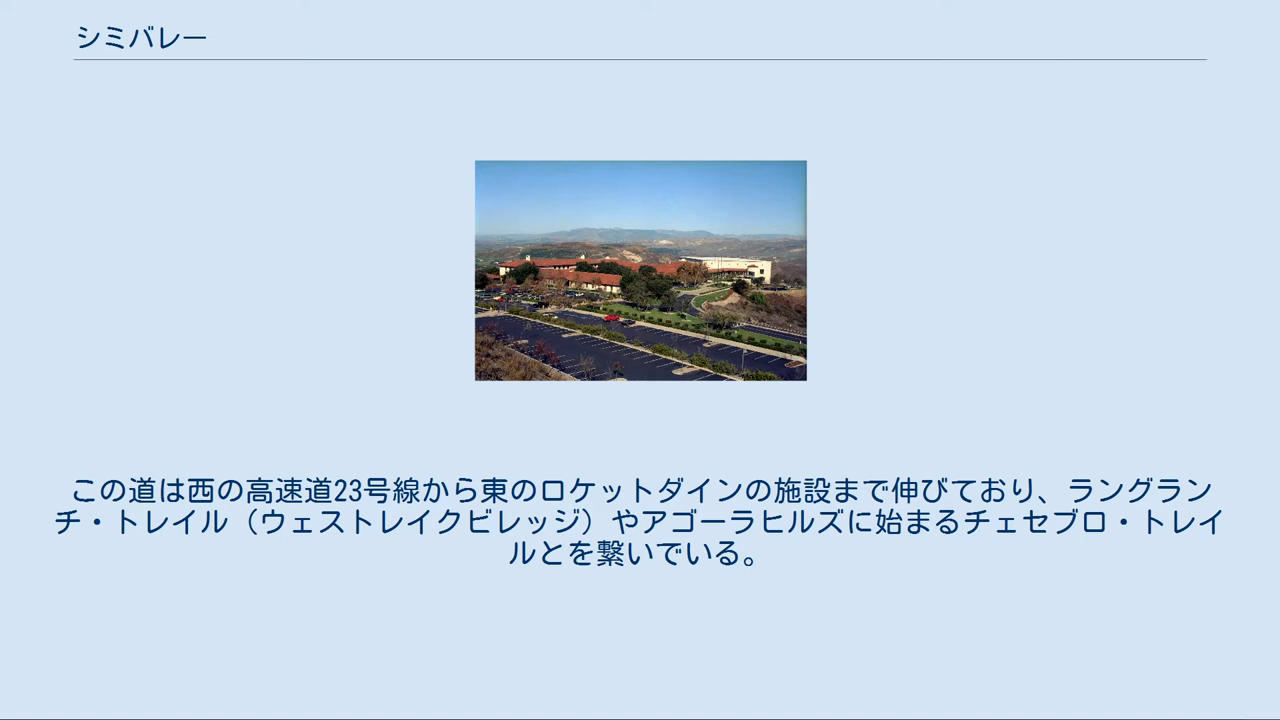 シミバレー
この道は西の高速道23号線から東のロケットダインの施設まで伸びており、ラングラン
チ・トレイル（ウェストレイクビレッジ）やアゴーラヒルズに始まるチェセブロ・トレイ
ルとを繋いでいる。